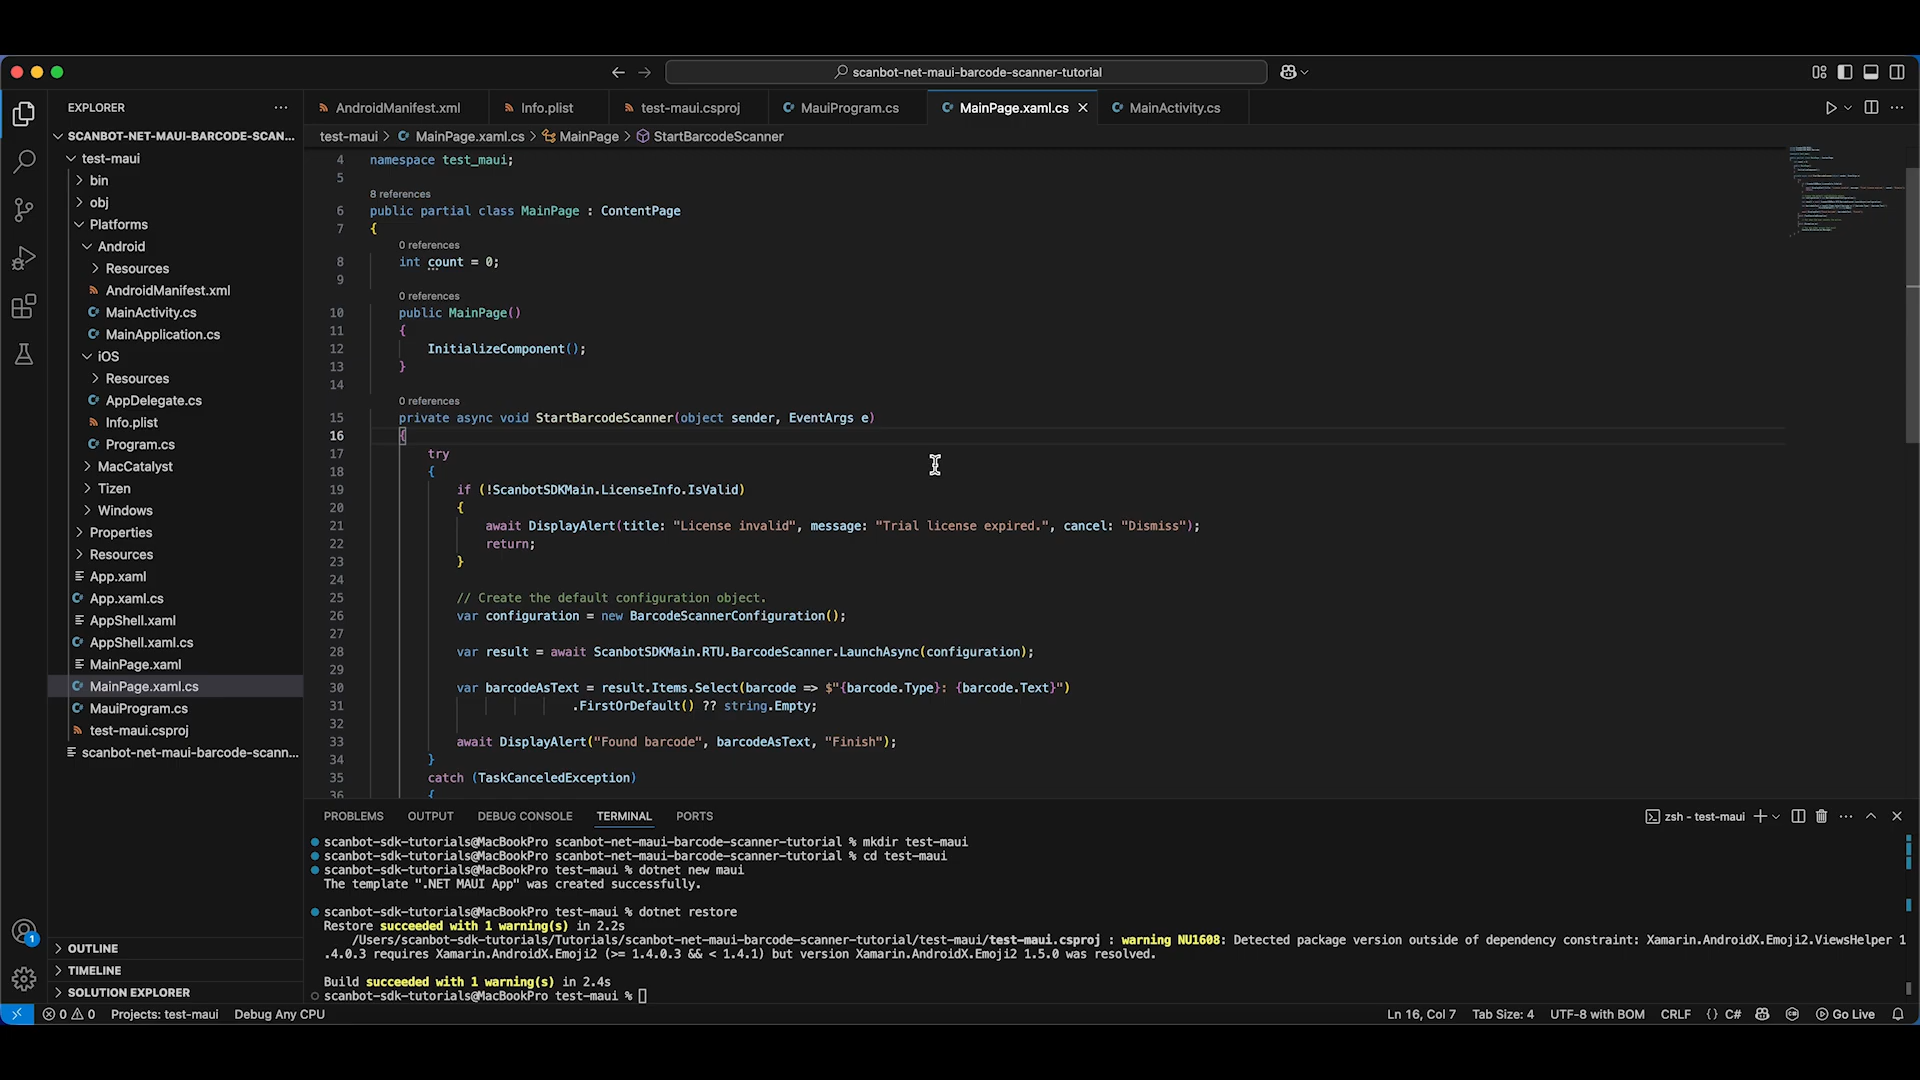 scanbot-net-maui-barcode-scanner-tutorial
EXPLORER
SCANBOT-NET-MAUI-BARCODE-SCAN...
test-maui
bin
obj
Platforms
Android
Resources
AndroidManifest.xml
MainActivity.cs
MainApplication.cs
iOS
Resources
AppDelegate.cs
Info.plist
Program.cs
MacCatalyst
Tizen
Windows
Properties
Resources
App.xaml
App.xaml.cs
AppShell.xaml
AppShell.xaml.cs
MainPage.xaml
MainPage.xaml.cs
MauiProgram.cs
test-maui.csproj
scanbot-net-maui-barcode-scann...
OUTLINE
TIMELINE
SOLUTION EXPLORER
AndroidManifest.xml Info.plist test-maui.csproj MauiProgram.cs MainPage.xaml.cs MainActivity.cs
test-maui > MainPage.xaml.cs > MainPage > StartBarcodeScanner
4 namespace test_maui;
5
8 references
6 public partial class MainPage : ContentPage
7 {
0 references
8 int count = 0;
9
0 references
10 public MainPage()
11 {
12 InitializeComponent();
13 }
14
0 references
15 private async void StartBarcodeScanner(object sender, EventArgs e)
16 {
17 try
18 {
19 if (!ScanbotSDKMain.LicenseInfo.IsValid)
20 {
21 await DisplayAlert(title: "License invalid", message: "Trial license expired.", cancel: "Dismiss");
22 return;
23 }
24
25 // Create the default configuration object.
26 var configuration = new BarcodeScannerConfiguration();
27
28 var result = await ScanbotSDKMain.RTU.BarcodeScanner.LaunchAsync(configuration);
29
30 var barcodeAsText = result.Items.Select(barcode => $"{barcode.Type}: {barcode.Text}")
31 .FirstOrDefault() ?? string.Empty;
32
33 await DisplayAlert("Found barcode", barcodeAsText, "Finish");
34 }
35 catch (TaskCanceledException)
36 {
PROBLEMS OUTPUT DEBUG CONSOLE TERMINAL PORTS
zsh - test-maui
scanbot-sdk-tutorials@MacBookPro scanbot-net-maui-barcode-scanner-tutorial % mkdir test-maui
scanbot-sdk-tutorials@MacBookPro scanbot-net-maui-barcode-scanner-tutorial % cd test-maui
scanbot-sdk-tutorials@MacBookPro test-maui % dotnet new maui
The template ".NET MAUI App" was created successfully.
scanbot-sdk-tutorials@MacBookPro test-maui % dotnet restore
Restore succeeded with 1 warning(s) in 2.2s
/Users/scanbot-sdk-tutorials/Tutorials/scanbot-net-maui-barcode-scanner-tutorial/test-maui/test-maui.csproj : warning NU1608: Detected package version outside of dependency constraint: Xamarin.AndroidX.Emoji2.ViewsHelper 1
.4.0.3 requires Xamarin.AndroidX.Emoji2 (>= 1.4.0.3 && < 1.4.1) but version Xamarin.AndroidX.Emoji2 1.5.0 was resolved.
Build succeeded with 1 warning(s) in 2.4s
scanbot-sdk-tutorials@MacBookPro test-maui %
1
0 0 Projects: test-maui Debug Any CPU Ln 16, Col 7 Tab Size: 4 UTF-8 with BOM CRLF {} C# Go Live